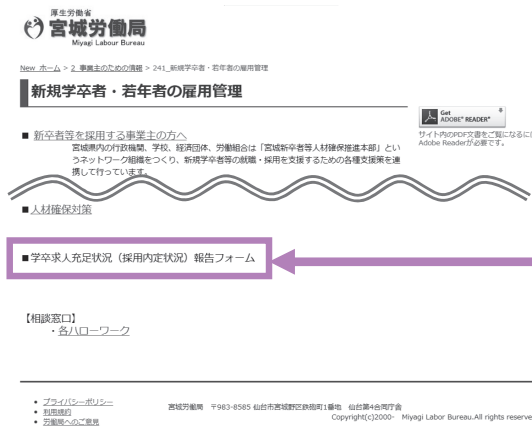 厚生労働省
宮城労働局
Miyagi Labour Bureau
New ホーム > 2_事業主のための情報 > 241_新規学卒者・若年者の雇用管理
新規学卒者・若年者の雇用管理
Get
ADOBE® READER®
サイト内のPDF文書をご覧になるに
Adobe Readerが必要です。
■ 新卒者等を採用する事業主の方へ
宮城県内の行政機関、学校、経済団体、労働組合は「宮城新卒者等人材確保推進本部」とい
うネットワーク組織をつくり、新規学卒者等の就職・採用を支援するための各種支援策を連
携して行っています。
■ 人材確保対策
■学卒求人充足状況（採用内定状況）報告フォーム
【相談窓口】
・各ハローワーク
• プライバシーポリシー
• 利用規約
• 労働局へのご意見
宮城労働局 〒983-8585 仙台市宮城野区鉄砲町1番地 仙台第4合同庁舎
Copyright(c)2000- Miyagi Labor Bureau.All rights reserve